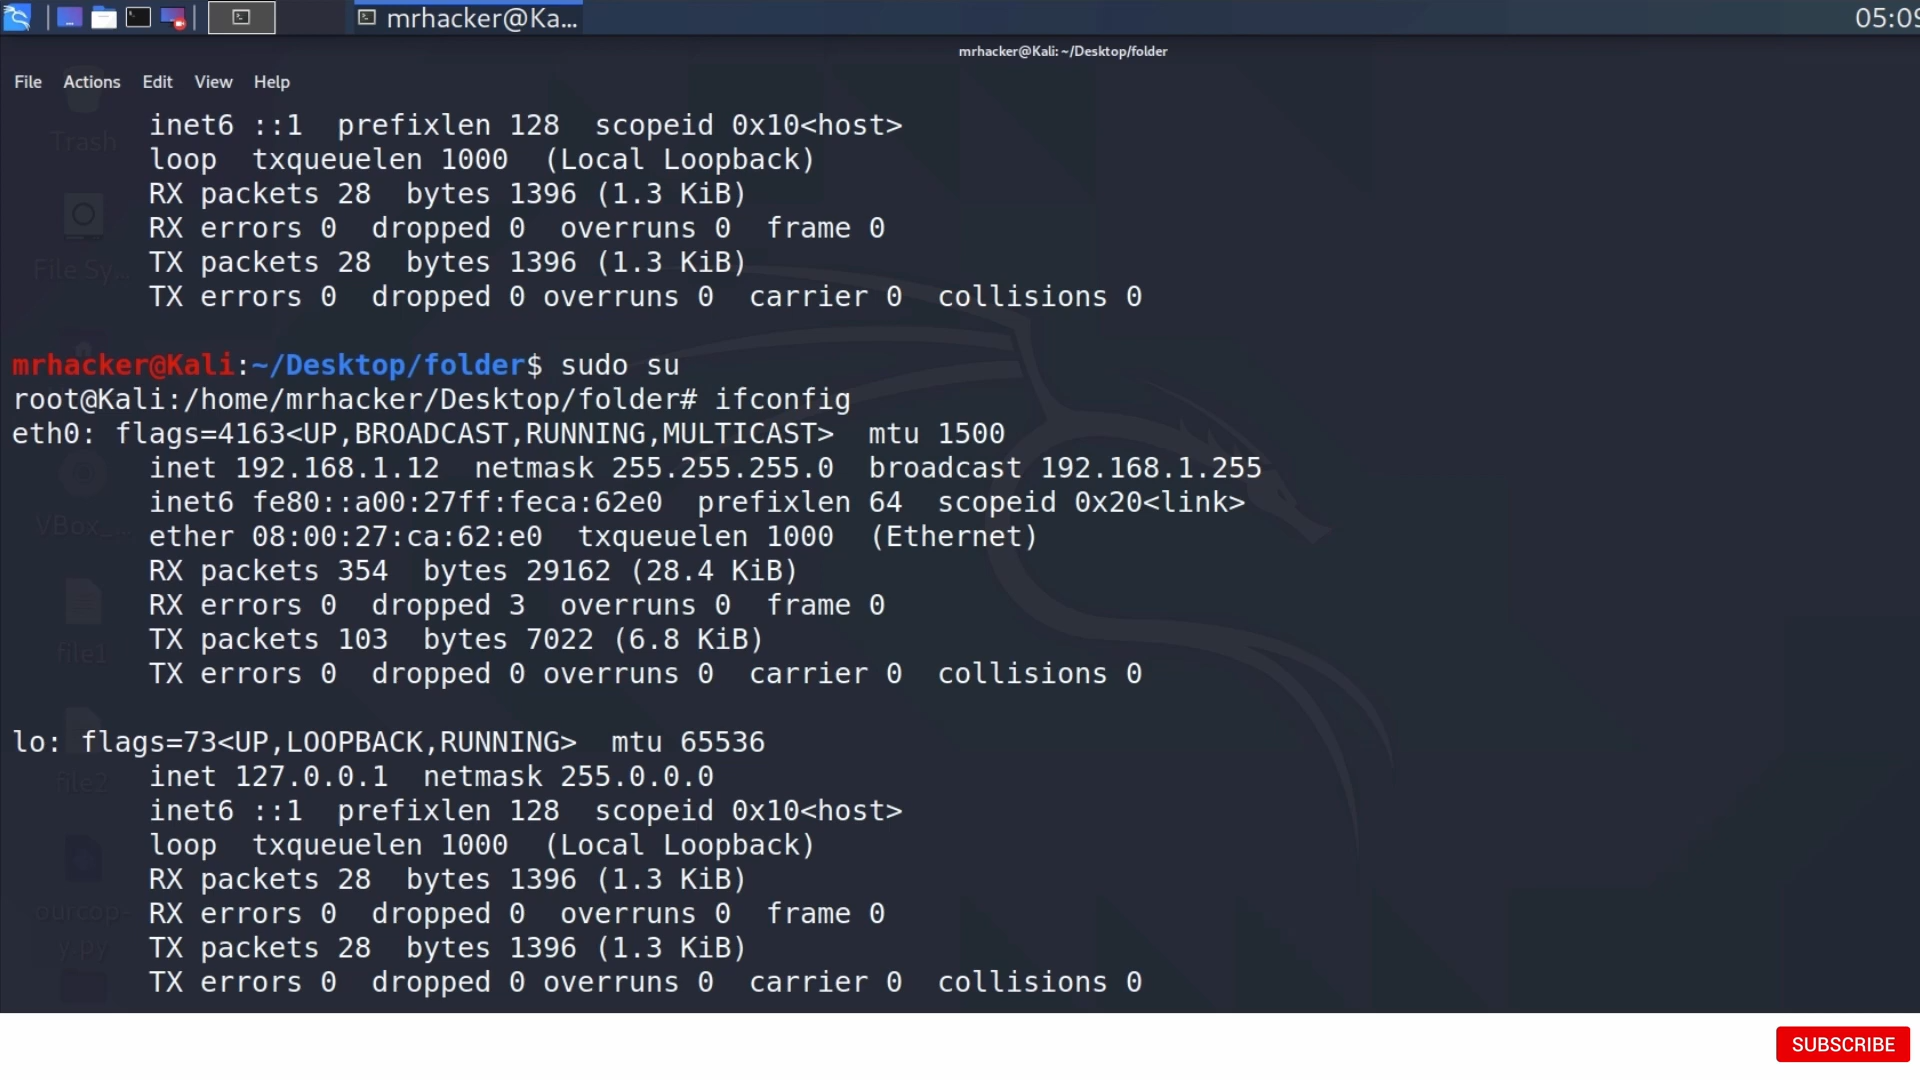 mrhacker@Ka...
05:09
mrhacker@Kali: ~/Desktop/folder
File Actions Edit View Help
inet6 ::1 prefixlen 128 scopeid 0x10<host>
loop txqueuelen 1000 (Local Loopback)
RX packets 28 bytes 1396 (1.3 KiB)
RX errors 0 dropped 0 overruns 0 frame 0
TX packets 28 bytes 1396 (1.3 KiB)
TX errors 0 dropped 0 overruns 0 carrier 0 collisions 0
mrhacker@Kali:~/Desktop/folder$ sudo su
root@Kali:/home/mrhacker/Desktop/folder# ifconfig
eth0: flags=4163<UP,BROADCAST,RUNNING,MULTICAST> mtu 1500
inet 192.168.1.12 netmask 255.255.255.0 broadcast 192.168.1.255
inet6 fe80::a00:27ff:feca:62e0 prefixlen 64 scopeid 0x20<link>
ether 08:00:27:ca:62:e0 txqueuelen 1000 (Ethernet)
RX packets 354 bytes 29162 (28.4 KiB)
RX errors 0 dropped 3 overruns 0 frame 0
TX packets 103 bytes 7022 (6.8 KiB)
TX errors 0 dropped 0 overruns 0 carrier 0 collisions 0
lo: flags=73<UP,LOOPBACK,RUNNING> mtu 65536
inet 127.0.0.1 netmask 255.0.0.0
inet6 ::1 prefixlen 128 scopeid 0x10<host>
loop txqueuelen 1000 (Local Loopback)
RX packets 28 bytes 1396 (1.3 KiB)
RX errors 0 dropped 0 overruns 0 frame 0
TX packets 28 bytes 1396 (1.3 KiB)
TX errors 0 dropped 0 overruns 0 carrier 0 collisions 0
Trash
File Sy...
VBox_...
file1
file2
ourcop-
y.py
SUBSCRIBE